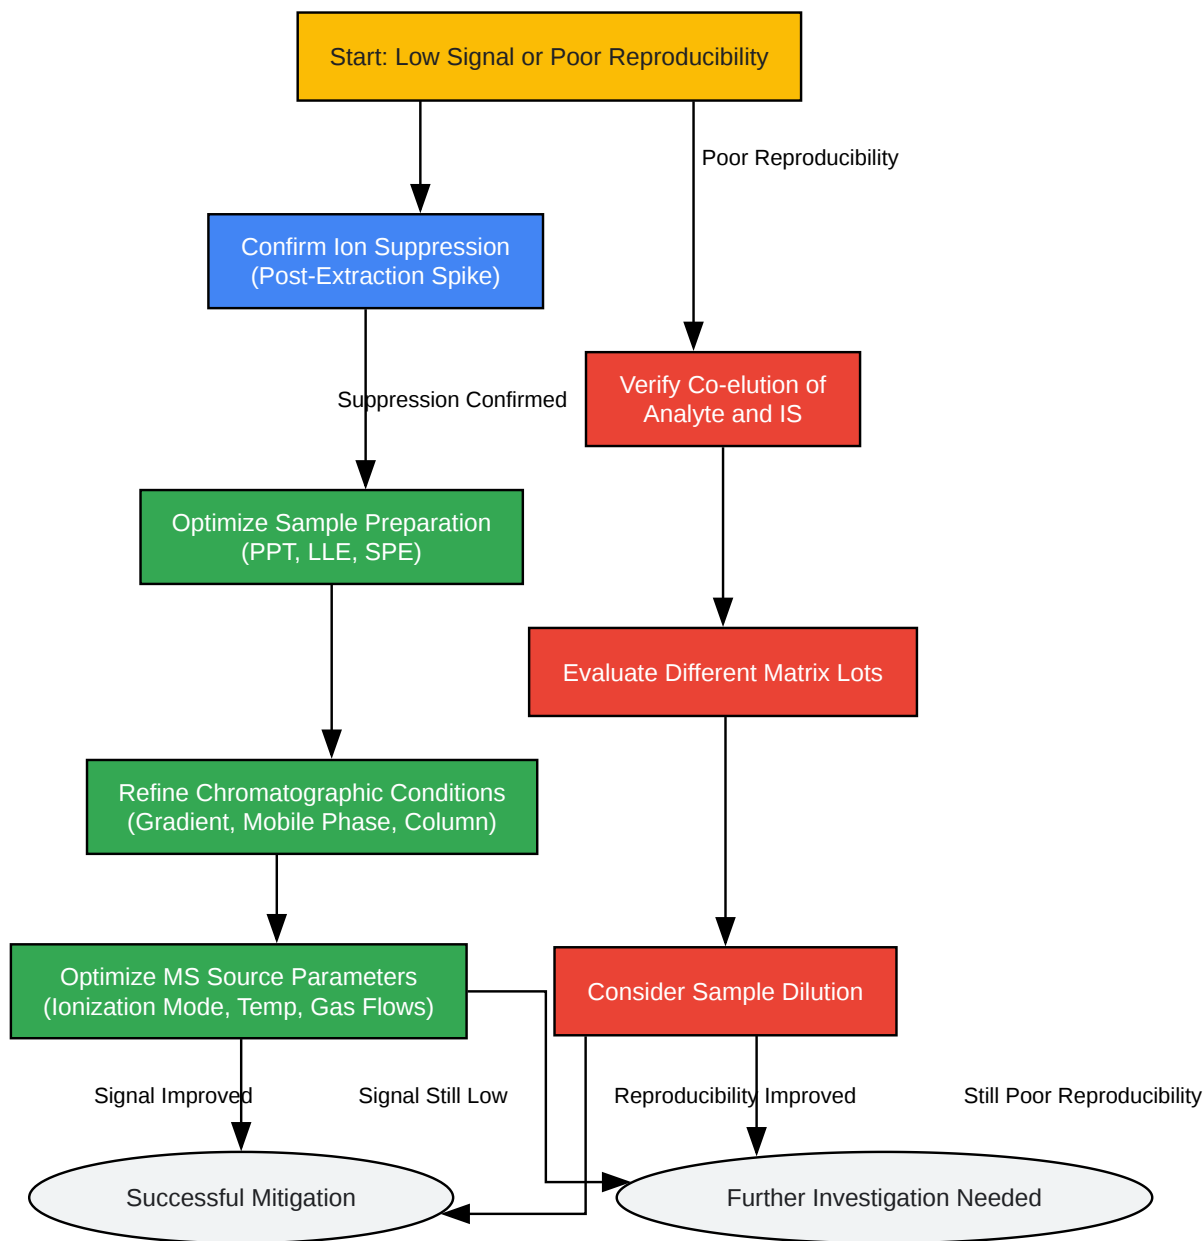 Start: Low Signal or Poor Reproducibility
Poor Reproducibility
Confirm Ion Suppression
(Post-Extraction Spike)
Suppression Confirmed
Verify Co-elution of
Analyte and IS
Optimize Sample Preparation
(PPT, LLE, SPE)
Evaluate Different Matrix Lots
Refine Chromatographic Conditions
(Gradient, Mobile Phase, Column)
Optimize MS Source Parameters
(Ionization Mode, Temp, Gas Flows)
Consider Sample Dilution
Signal Improved
Signal Still Low
Reproducibility Improved
Still Poor Reproducibility
Successful Mitigation
Further Investigation Needed